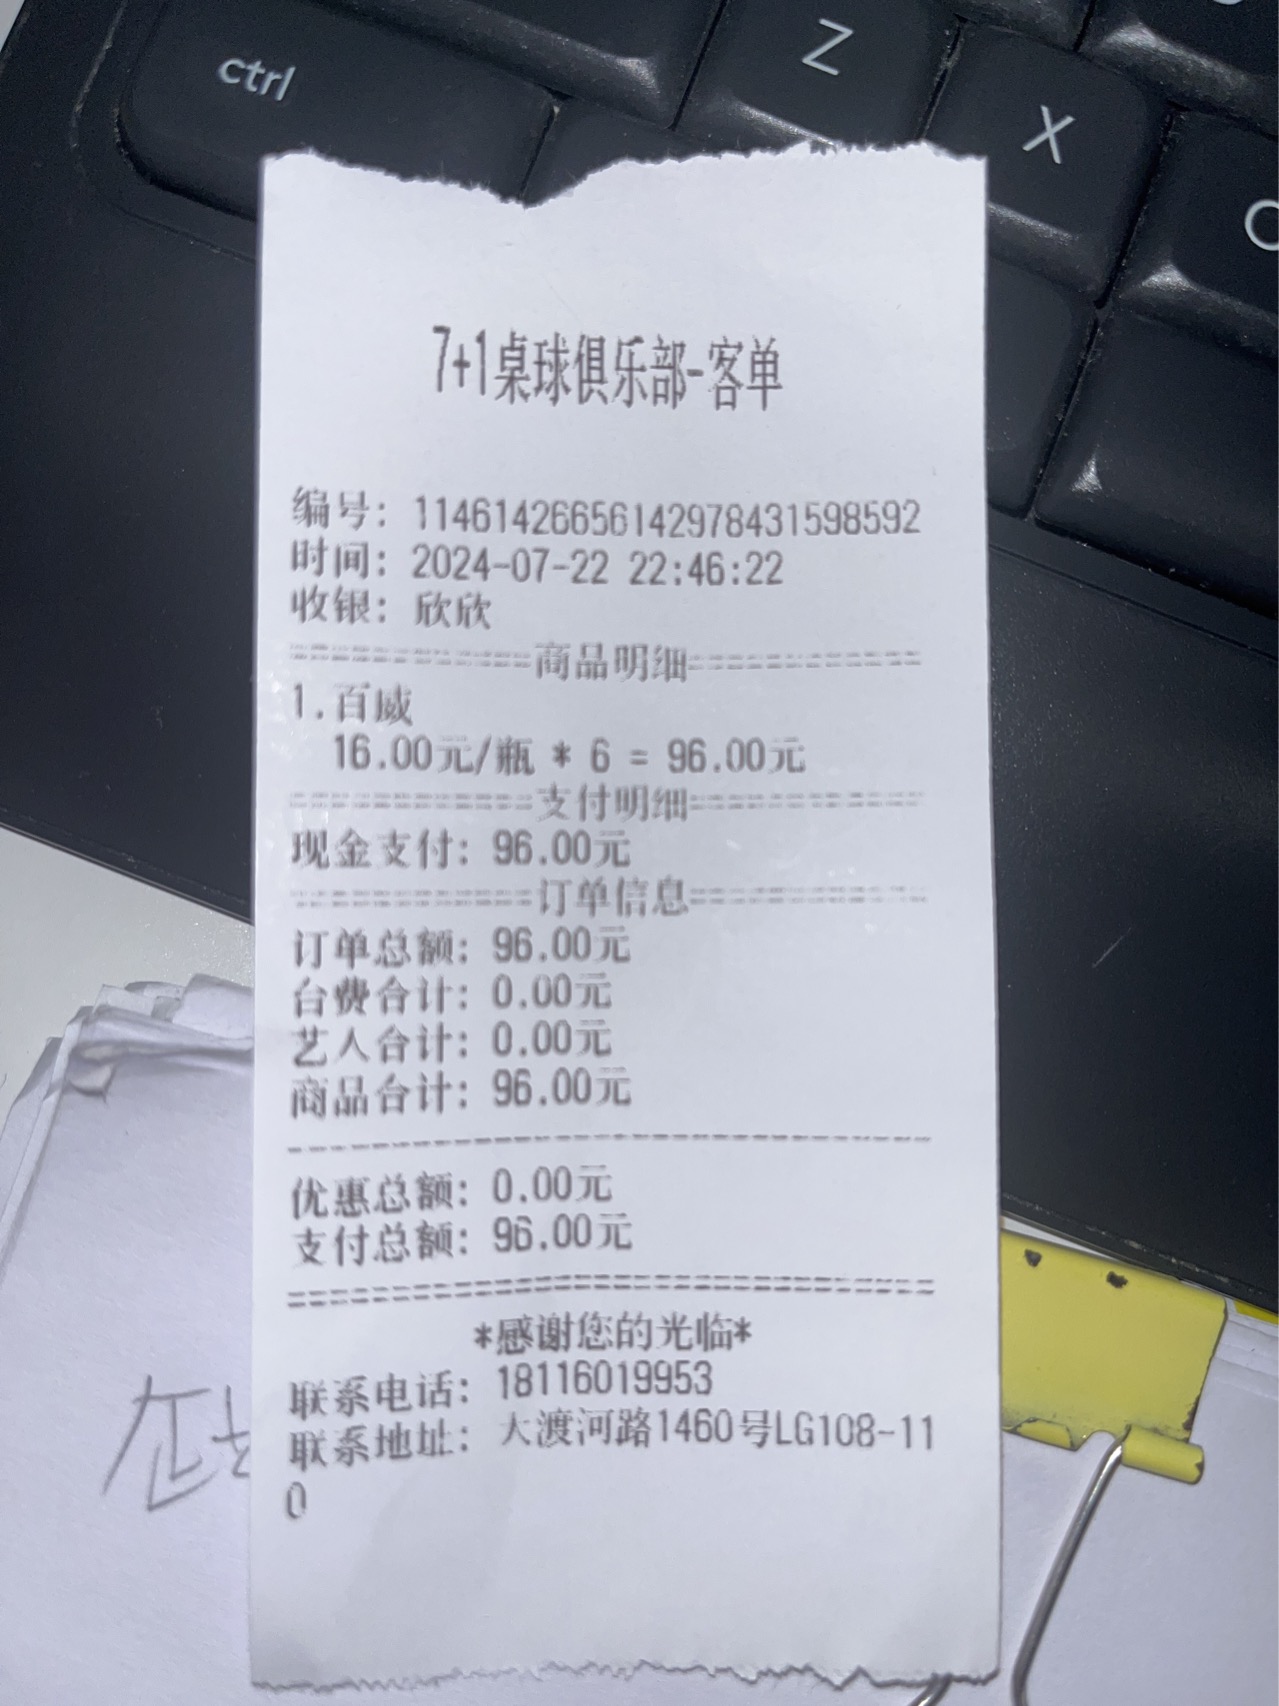 ctrl
Z
X
7+1桌球俱乐部-客单
编号: 11461426656142978431598592
时间: 2024-07-22 22:46:22
收银: 欣欣
============商品明细============
1.百威
16.00元/瓶 * 6 = 96.00元
============支付明细============
现金支付: 96.00元
============订单信息============
订单总额: 96.00元
台费合计: 0.00元
艺人合计: 0.00元
商品合计: 96.00元
--------------------------------
优惠总额: 0.00元
支付总额: 96.00元
================================
*感谢您的光临*
联系电话: 18116019953
联系地址: 大渡河路1460号LG108-11
0